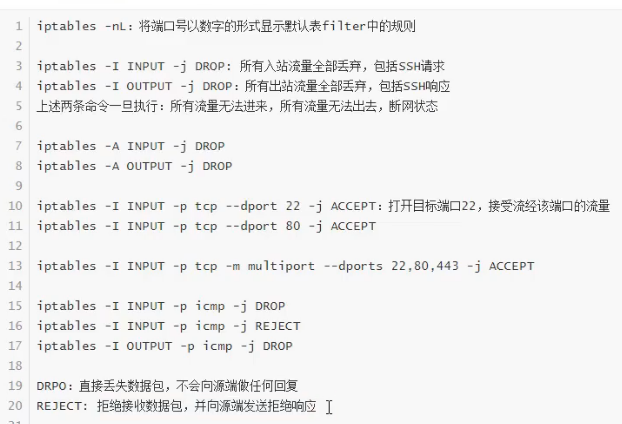 1 iptables -nL：将端口号以数字的形式显示默认表filter中的规则
2
3 iptables -I INPUT -j DROP: 所有入站流量全部丢弃，包括SSH请求
4 iptables -I OUTPUT -j DROP：所有出站流量全部丢弃，包括SSH响应
5 上述两条命令一旦执行：所有流量无法进来，所有流量无法出去，断网状态
6
7 iptables -A INPUT -j DROP
8 iptables -A OUTPUT -j DROP
9
10 iptables -I INPUT -p tcp --dport 22 -j ACCEPT：打开目标端口22，接受流经该端口的流量
11 iptables -I INPUT -p tcp --dport 80 -j ACCEPT
12
13 iptables -I INPUT -p tcp -m multiport --dports 22,80,443 -j ACCEPT
14
15 iptables -I INPUT -p icmp -j DROP
16 iptables -I INPUT -p icmp -j REJECT
17 iptables -I OUTPUT -p icmp -j DROP
18
19 DRPO：直接丢失数据包，不会向源端做任何回复
20 REJECT: 拒绝接收数据包，并向源端发送拒绝响应